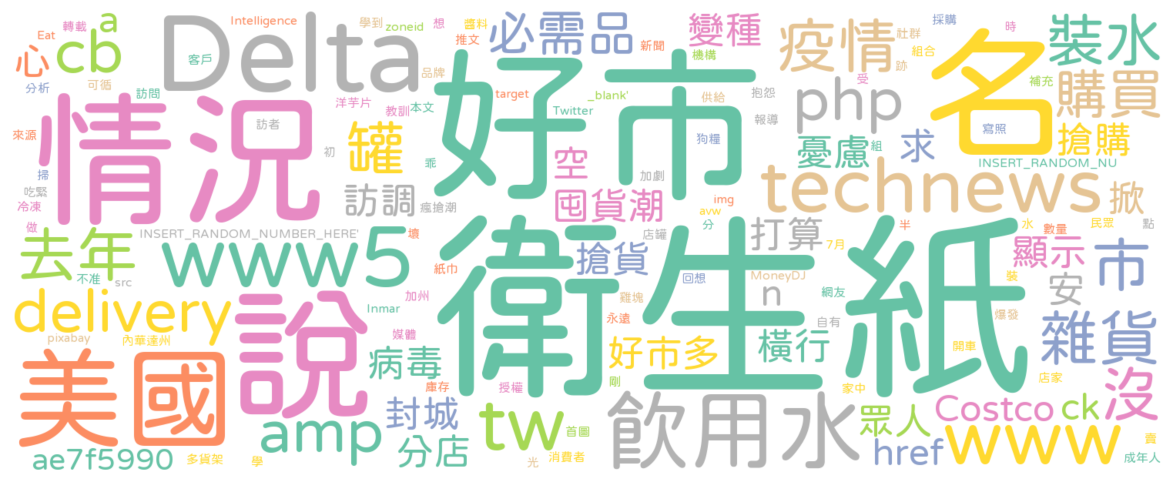 Intelligence
學到
zoneid
想
醬料
採購
時
a
轉載
Eat
cb
心
分析
可循
訪問
Delta
客戶
品牌
推文
必需品
新聞
變種
機構
疫情
社群
組合
跡
受
補充
名
裝水
購買
來源
掃
吃緊
冷凍
做
情況
訪者
初
洋芋片
教訓
本文
罐
乖
訪調
瘋搶潮
target
_blank'
Twitter
供給
抱怨
報導
狗糧
php
憂慮
組
求
寫照
搶購
INSERT_RANDOM_NU
好市
空
加劇
囤貨潮
img
avw
technews
掀
去年
INSERT_RANDOM_NUMBER_HERE'
不准
src
www5
壞
紙巾
加州
Inmar
媒體
衛生紙
店罐
分
搶貨
打算
7月
回想
MoneyDJ
n
雞塊
永遠
自有
網友
半
水
數量
民眾
點
顯示
市
安
裝
爆發
雜貨
delivery
pixabay
內華達州
說
病毒
好市多
橫行
開車
店家
家中
剛
美國
庫存
授權
封城
amp
tw
首圖
分店
光
消費者
飲用水
眾人
Costco
ck
沒
href
www
賣
成年人
ae7f5990
多貨架
學